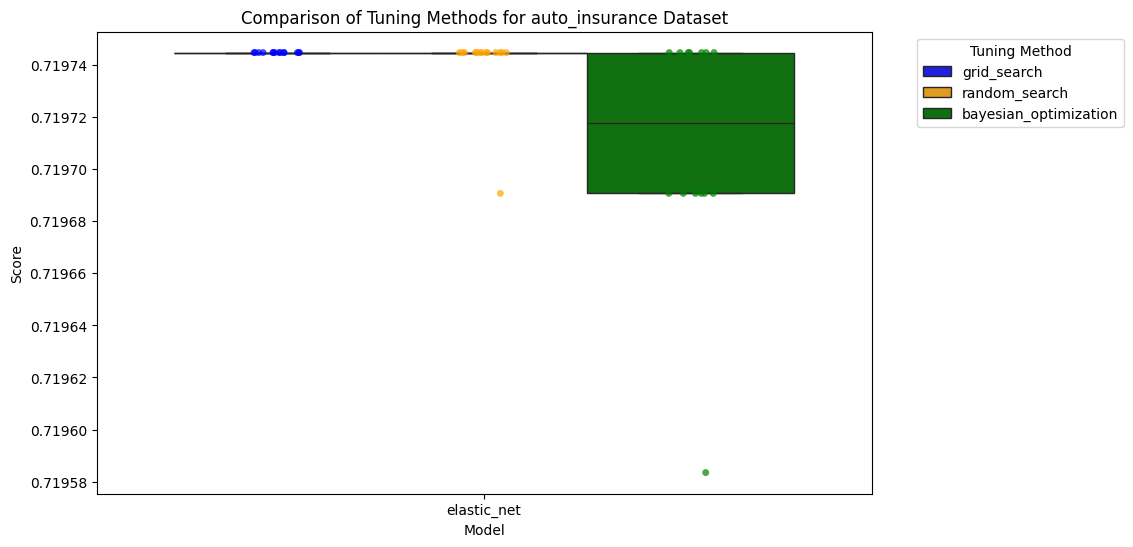 Comparison of Tuning Methods for auto_insurance Dataset
0.71974
0.71972
0.71970
0.71968
0.71966
0.71964
0.71962
0.71960
0.71958
Score
elastic_net
Model
Tuning Method
grid_search
random_search
bayesian_optimization